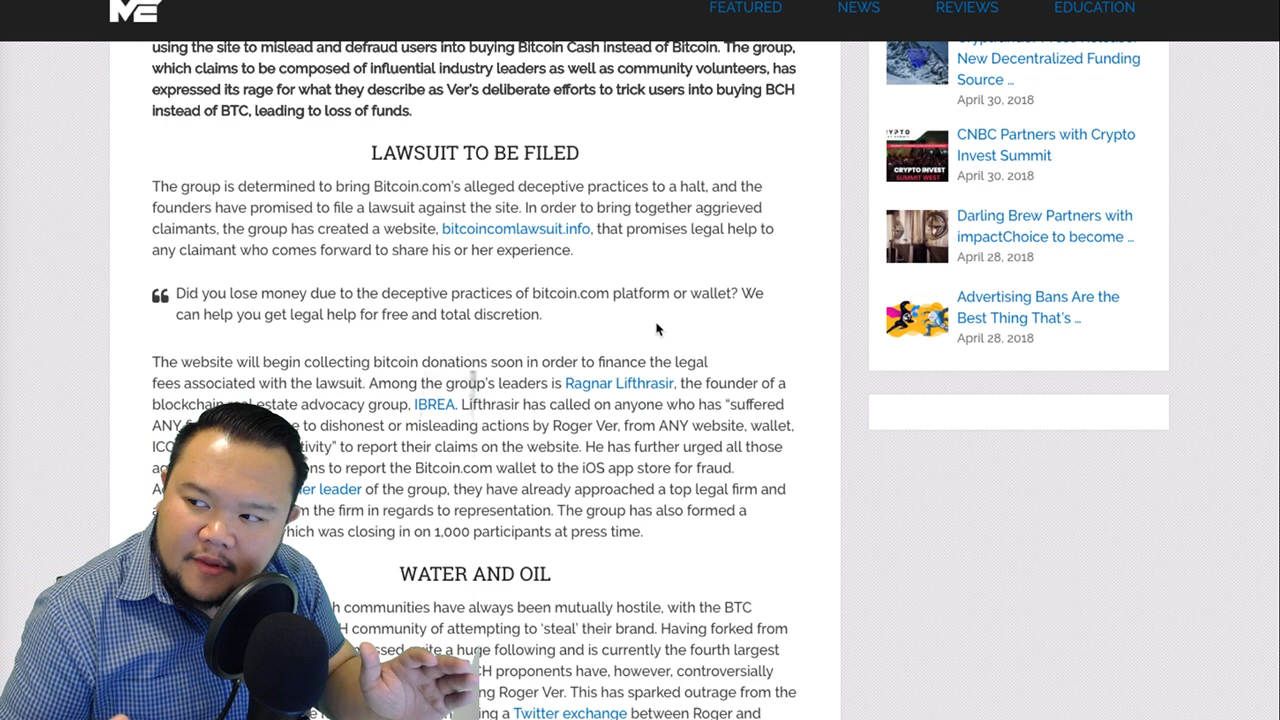 ME
FEATURED NEWS REVIEWS EDUCATION
using the site to mislead and defraud users into buying Bitcoin Cash instead of Bitcoin. The group,
which claims to be composed of influential industry leaders as well as community volunteers, has
expressed its rage for what they describe as Ver's deliberate efforts to trick users into buying BCH
instead of BTC, leading to loss of funds.
LAWSUIT TO BE FILED
The group is determined to bring Bitcoin.com's alleged deceptive practices to a halt, and the
founders have promised to file a lawsuit against the site. In order to bring together aggrieved
claimants, the group has created a website, bitcoincomlawsuit.info, that promises legal help to
any claimant who comes forward to share his or her experience.
Did you lose money due to the deceptive practices of bitcoin.com platform or wallet? We
can help you get legal help for free and total discretion.
The website will begin collecting bitcoin donations soon in order to finance the legal
fees associated with the lawsuit. Among the group's leaders is Ragnar Lifthrasir, the founder of a
blockchain real estate advocacy group, IBREA. Lifthrasir has called on anyone who has "suffered
ANY to dishonest or misleading actions by Roger Ver, from ANY website, wallet,
to report their claims on the website. He has further urged all those
to report the Bitcoin.com wallet to the iOS app store for fraud.
leader of the group, they have already approached a top legal firm and
the firm in regards to representation. The group has also formed a
which was closing in on 1,000 participants at press time.
WATER AND OIL
communities have always been mutually hostile, with the BTC
community of attempting to 'steal' their brand. Having forked from
quite a huge following and is currently the fourth largest
proponents have, however, controversially
Roger Ver. This has sparked outrage from the
a Twitter exchange between Roger and
New Decentralized Funding
Source …
April 30, 2018
CNBC Partners with Crypto
Invest Summit
April 30, 2018
CRYPTO INVEST
SUMMIT WEST
Darling Brew Partners with
impactChoice to become …
April 28, 2018
Advertising Bans Are the
Best Thing That's …
April 28, 2018